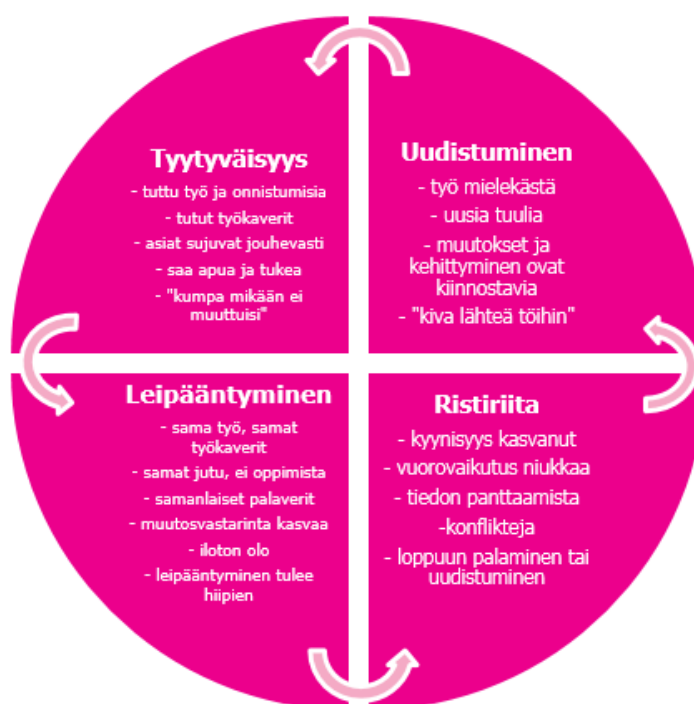 Tyytyväisyys
- tuttu työ ja onnistumisia
- tutut työkaverit
- asiat sujuvat jouhevasti
- saa apua ja tukea
- "kumpa mikään ei
muuttuisi"
Uudistuminen
- työ mielekästä
- uusia tuulia
- muutokset ja
kehittyminen ovat
kiinnostavia
- "kiva lähteä töihin"
Leipääntyminen
- sama työ, samat
työkaverit
- samat jutu, ei oppimista
- samanlaiset palaverit
- muutosvastarinta kasvaa
- iloton olo
- leipääntyminen tulee
hiipien
Ristiriita
- kyynisyys kasvanut
- vuorovaikutus niukkaa
- tiedon panttaamista
-konflikteja
- loppuun palaminen tai
uudistuminen